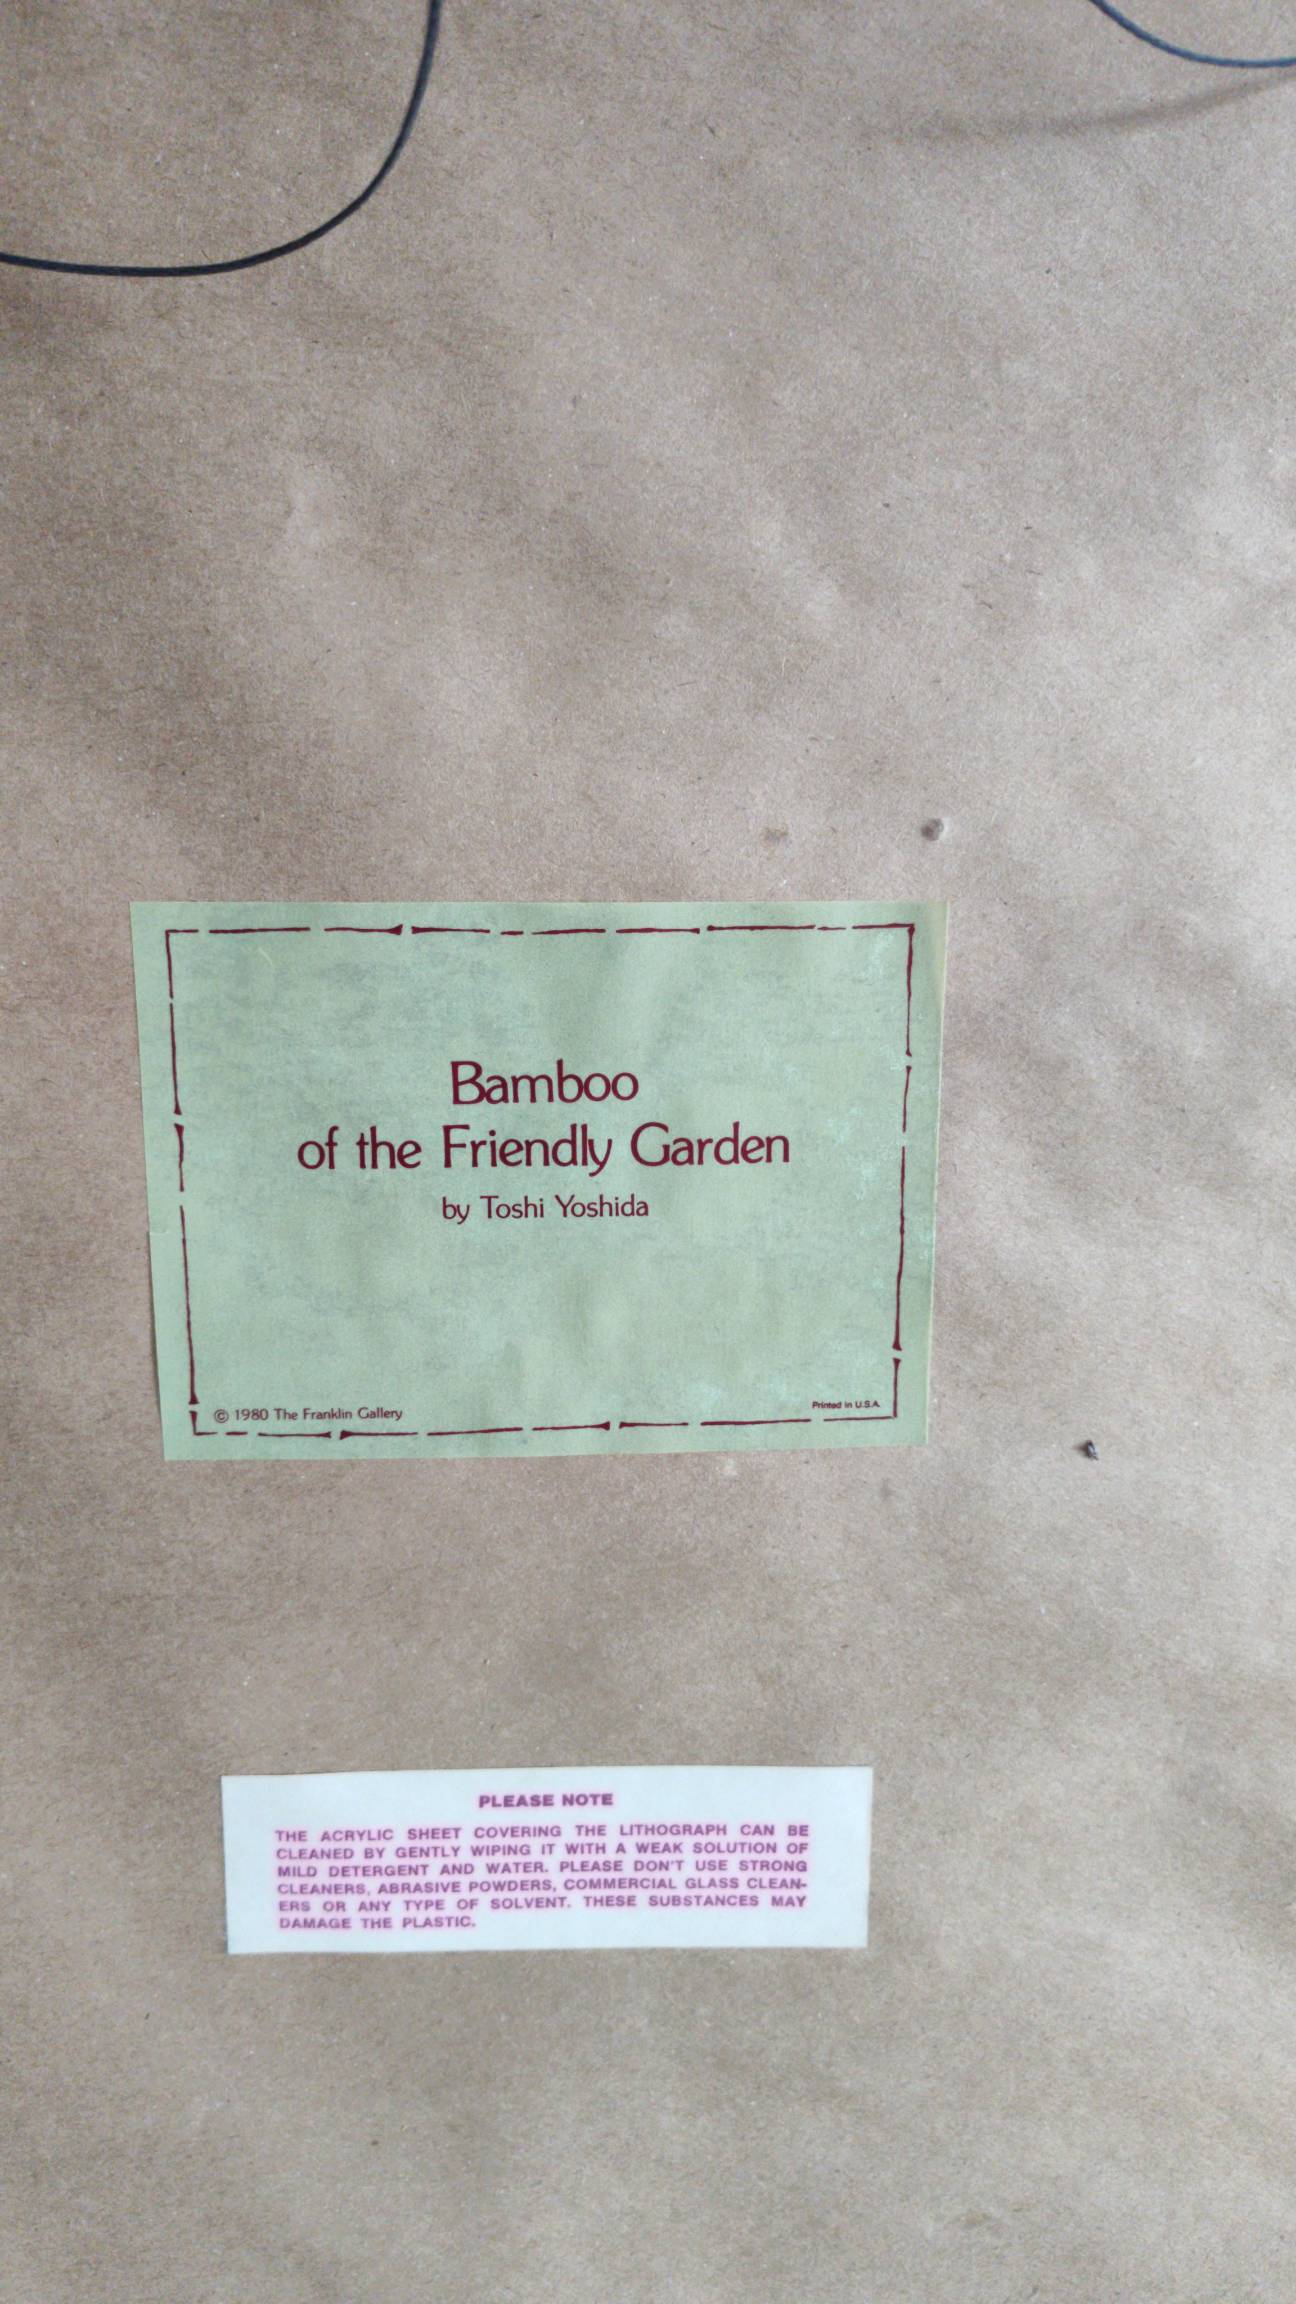 Bamboo
of the Friendly Garden
by Toshi Yoshida
© 1980 The Franklin Gallery
Printed in U.S.A.
PLEASE NOTE
THE ACRYLIC SHEET COVERING THE LITHOGRAPH CAN BE
CLEANED BY GENTLY WIPING IT WITH A WEAK SOLUTION OF
MILD DETERGENT AND WATER. PLEASE DON'T USE STRONG
CLEANERS, ABRASIVE POWDERS, COMMERCIAL GLASS CLEAN-
ERS OR ANY TYPE OF SOLVENT. THESE SUBSTANCES MAY
DAMAGE THE PLASTIC.